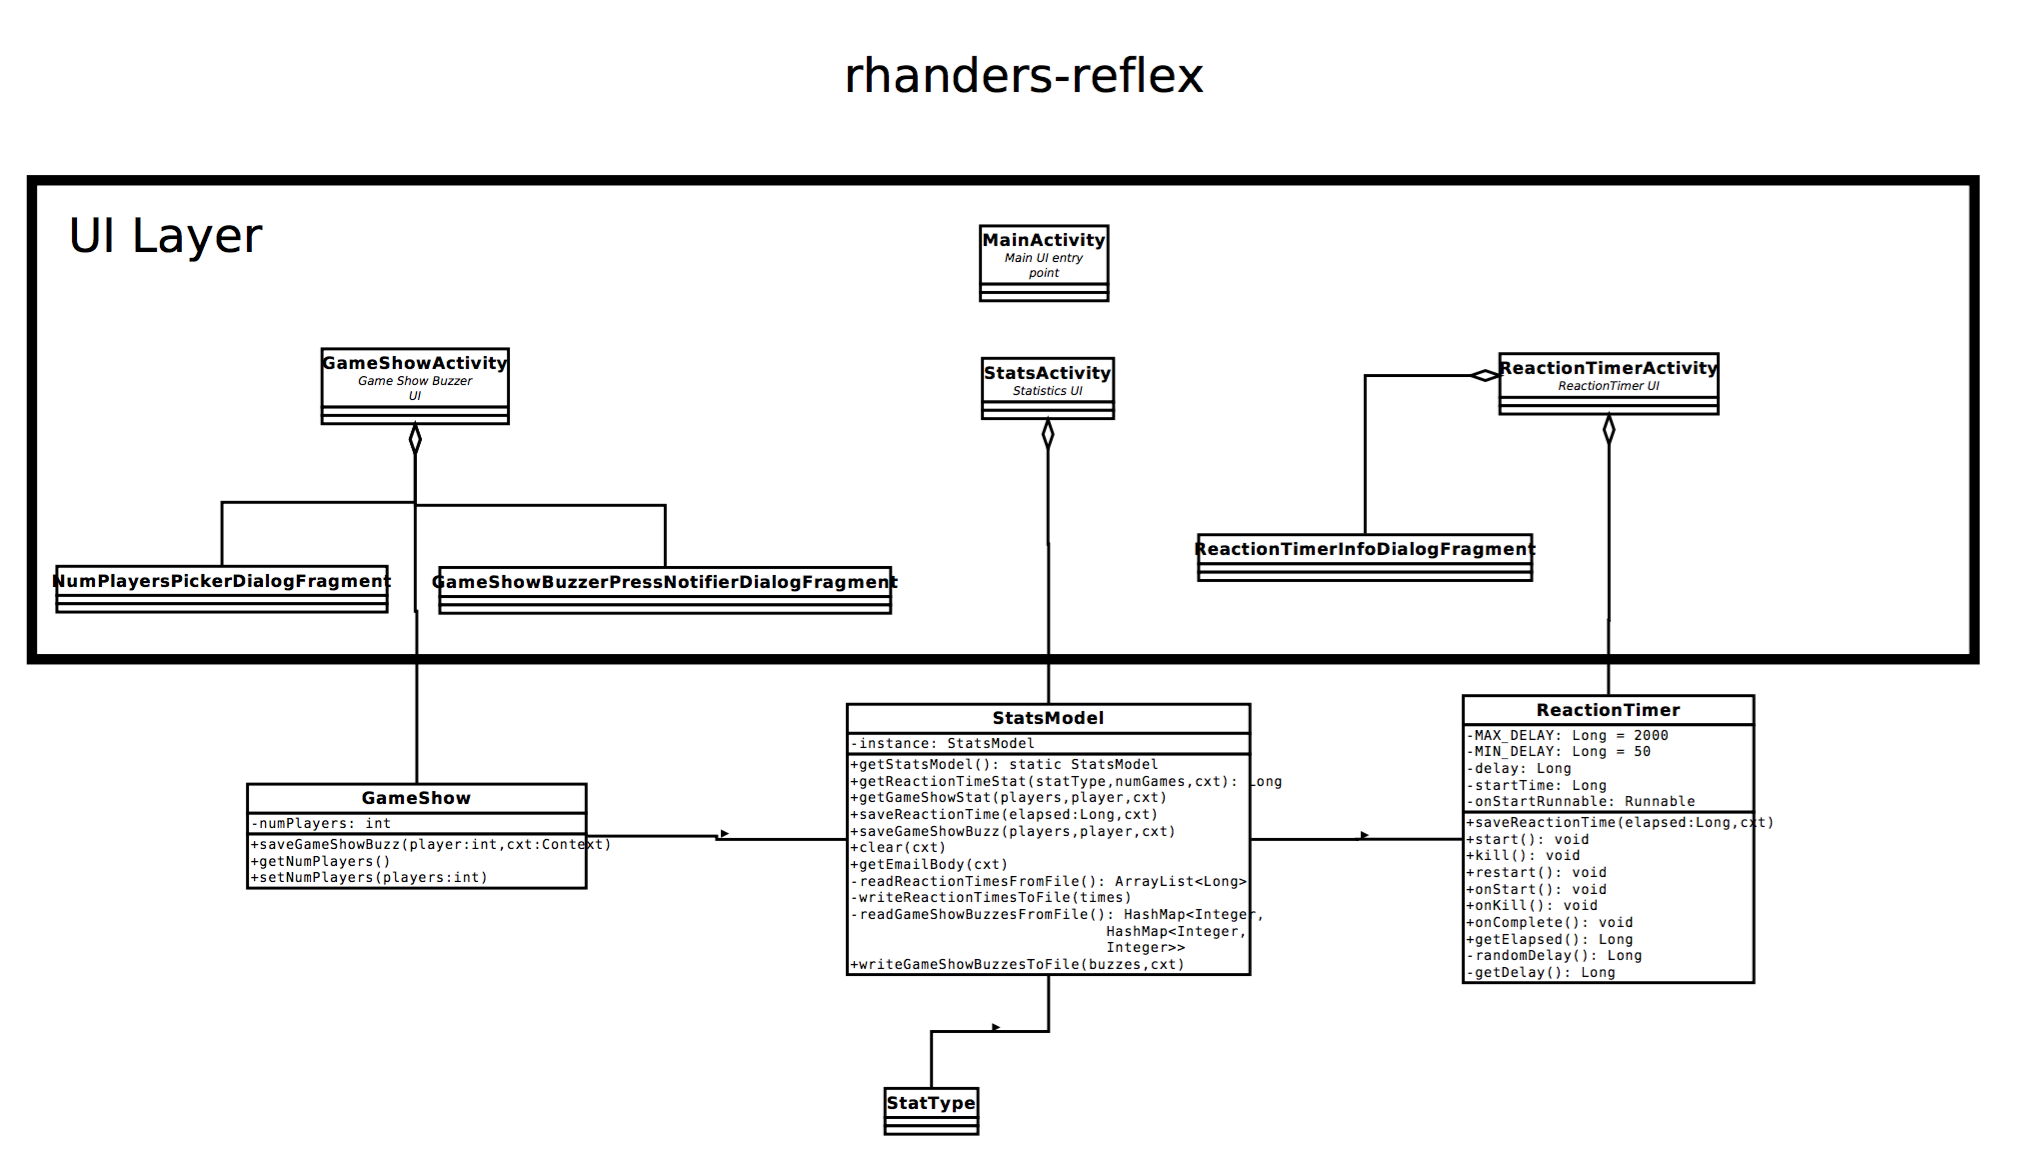 rhanders-reflex
UI Layer
MainActivity
Main UI entry
point
GameShowActivity
Game Show Buzzer
UI
StatsActivity
Statistics UI
ReactionTimerActivity
ReactionTimer UI
NumPlayersPickerDialogFragment
GameShowBuzzerPressNotifierDialogFragment
ReactionTimerInfoDialogFragment
GameShow
-numPlayers: int
+saveGameShowBuzz(player:int,cxt:Context)
+getNumPlayers()
+setNumPlayers(players:int)
StatsModel
-instance: StatsModel
+getStatsModel(): static StatsModel
+getReactionTimeStat(statType,numGames,cxt): Long
+getGameShowStat(players,player,cxt)
+saveReactionTime(elapsed:Long,cxt)
+saveGameShowBuzz(players,player,cxt)
+clear(cxt)
+getEmailBody(cxt)
-readReactionTimesFromFile(): ArrayList<Long>
-writeReactionTimesToFile(times)
-readGameShowBuzzesFromFile(): HashMap<Integer,
HashMap<Integer,
Integer>>
+writeGameShowBuzzesToFile(buzzes,cxt)
ReactionTimer
-MAX_DELAY: Long = 2000
-MIN_DELAY: Long = 50
-delay: Long
-startTime: Long
-onStartRunnable: Runnable
+saveReactionTime(elapsed:Long,cxt)
+start(): void
+kill(): void
+restart(): void
+onStart(): void
+onKill(): void
+onComplete(): void
+getElapsed(): Long
-randomDelay(): Long
-getDelay(): Long
StatType